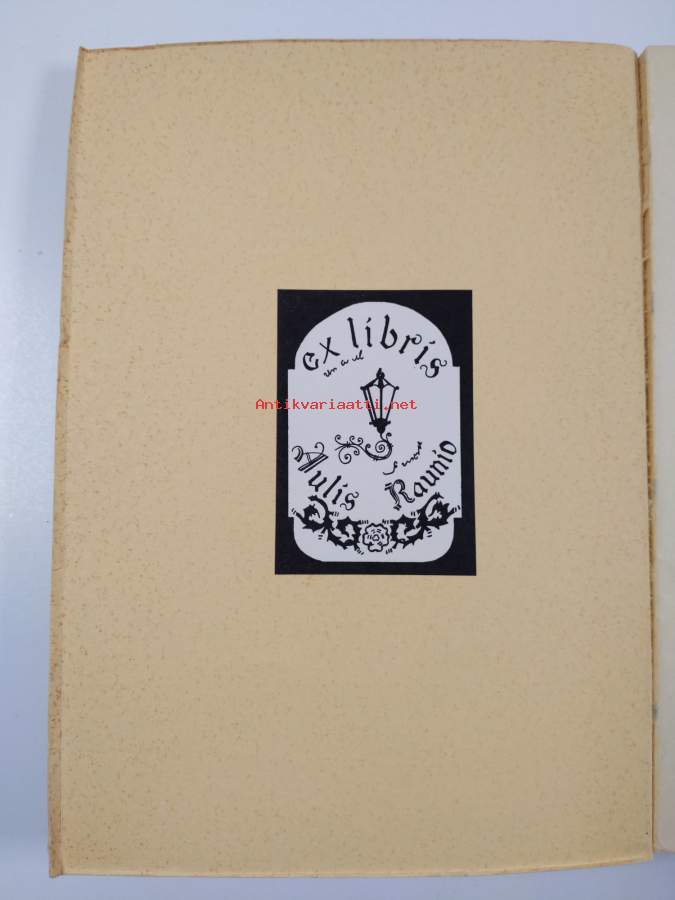 ex libris
Antikvariaatti.net
Aulis Raunio